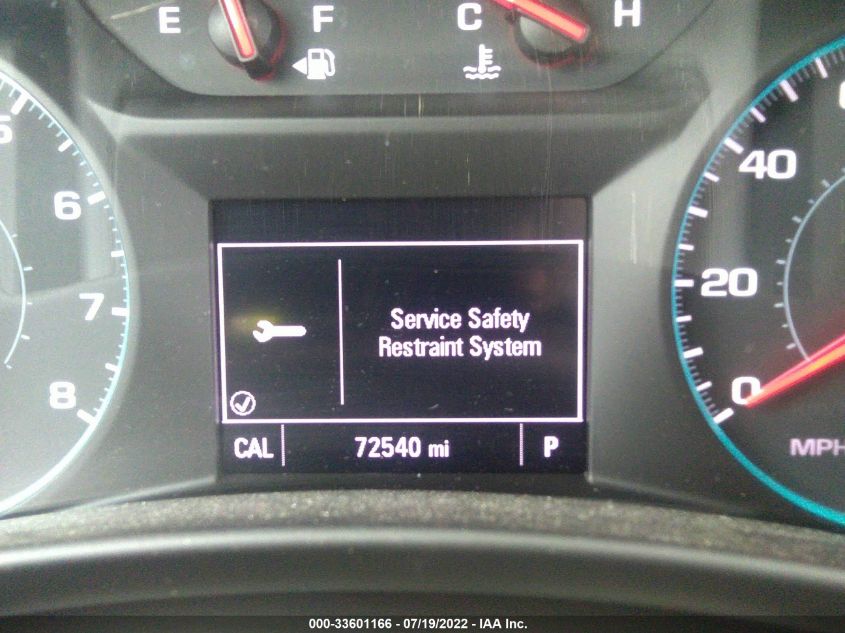 E F C H
5
6
7
8
40
20
0
MPH
Service Safety
Restraint System
CAL 72540 mi P
000-33601166 - 07/19/2022 - IAA Inc.